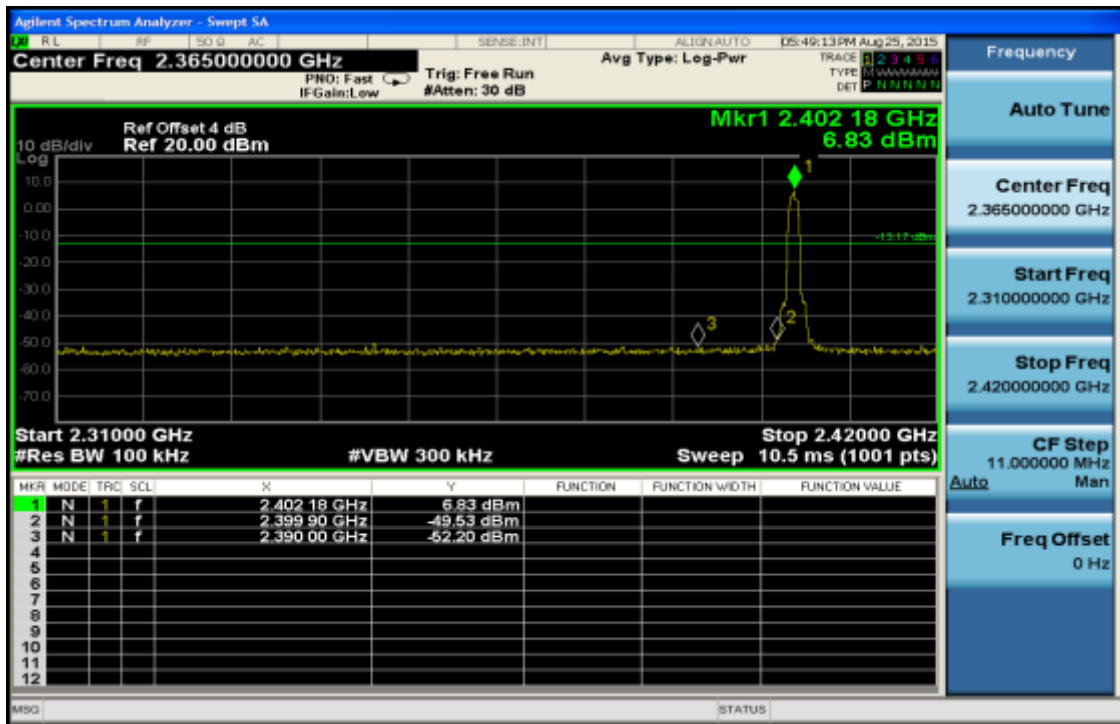 Agilent Spectrum Analyzer - Swept SA
RL RF 50 Ω AC SENSE:INT ALIGN AUTO 05:49:13 PM Aug 25, 2015
Center Freq 2.365000000 GHz
PNO: Fast
IFGain:Low
Trig: Free Run
#Atten: 30 dB
Avg Type: Log-Pwr
TRACE 1 2 3 4 5 6
TYPE M
DET P N N N N N
Ref Offset 4 dB
10 dB/div Ref 20.00 dBm
Log
Mkr1 2.402 18 GHz
6.83 dBm
10.0
0.00
-10.0
-20.0
-30.0
-40.0
-50.0
-60.0
-70.0
1
-13.17 dBm
3
2
Start 2.31000 GHz Stop 2.42000 GHz
#Res BW 100 kHz #VBW 300 kHz Sweep 10.5 ms (1001 pts)
MKR MODE TRC SCL X Y FUNCTION FUNCTION WIDTH FUNCTION VALUE
1 N 1 f 2.402 18 GHz 6.83 dBm
2 N 1 f 2.399 90 GHz -49.53 dBm
3 N 1 f 2.390 00 GHz -52.20 dBm
4
5
6
7
8
9
10
11
12
MSG STATUS
Frequency
Auto Tune
Center Freq
2.365000000 GHz
Start Freq
2.310000000 GHz
Stop Freq
2.420000000 GHz
CF Step
11.000000 MHz
Auto Man
Freq Offset
0 Hz